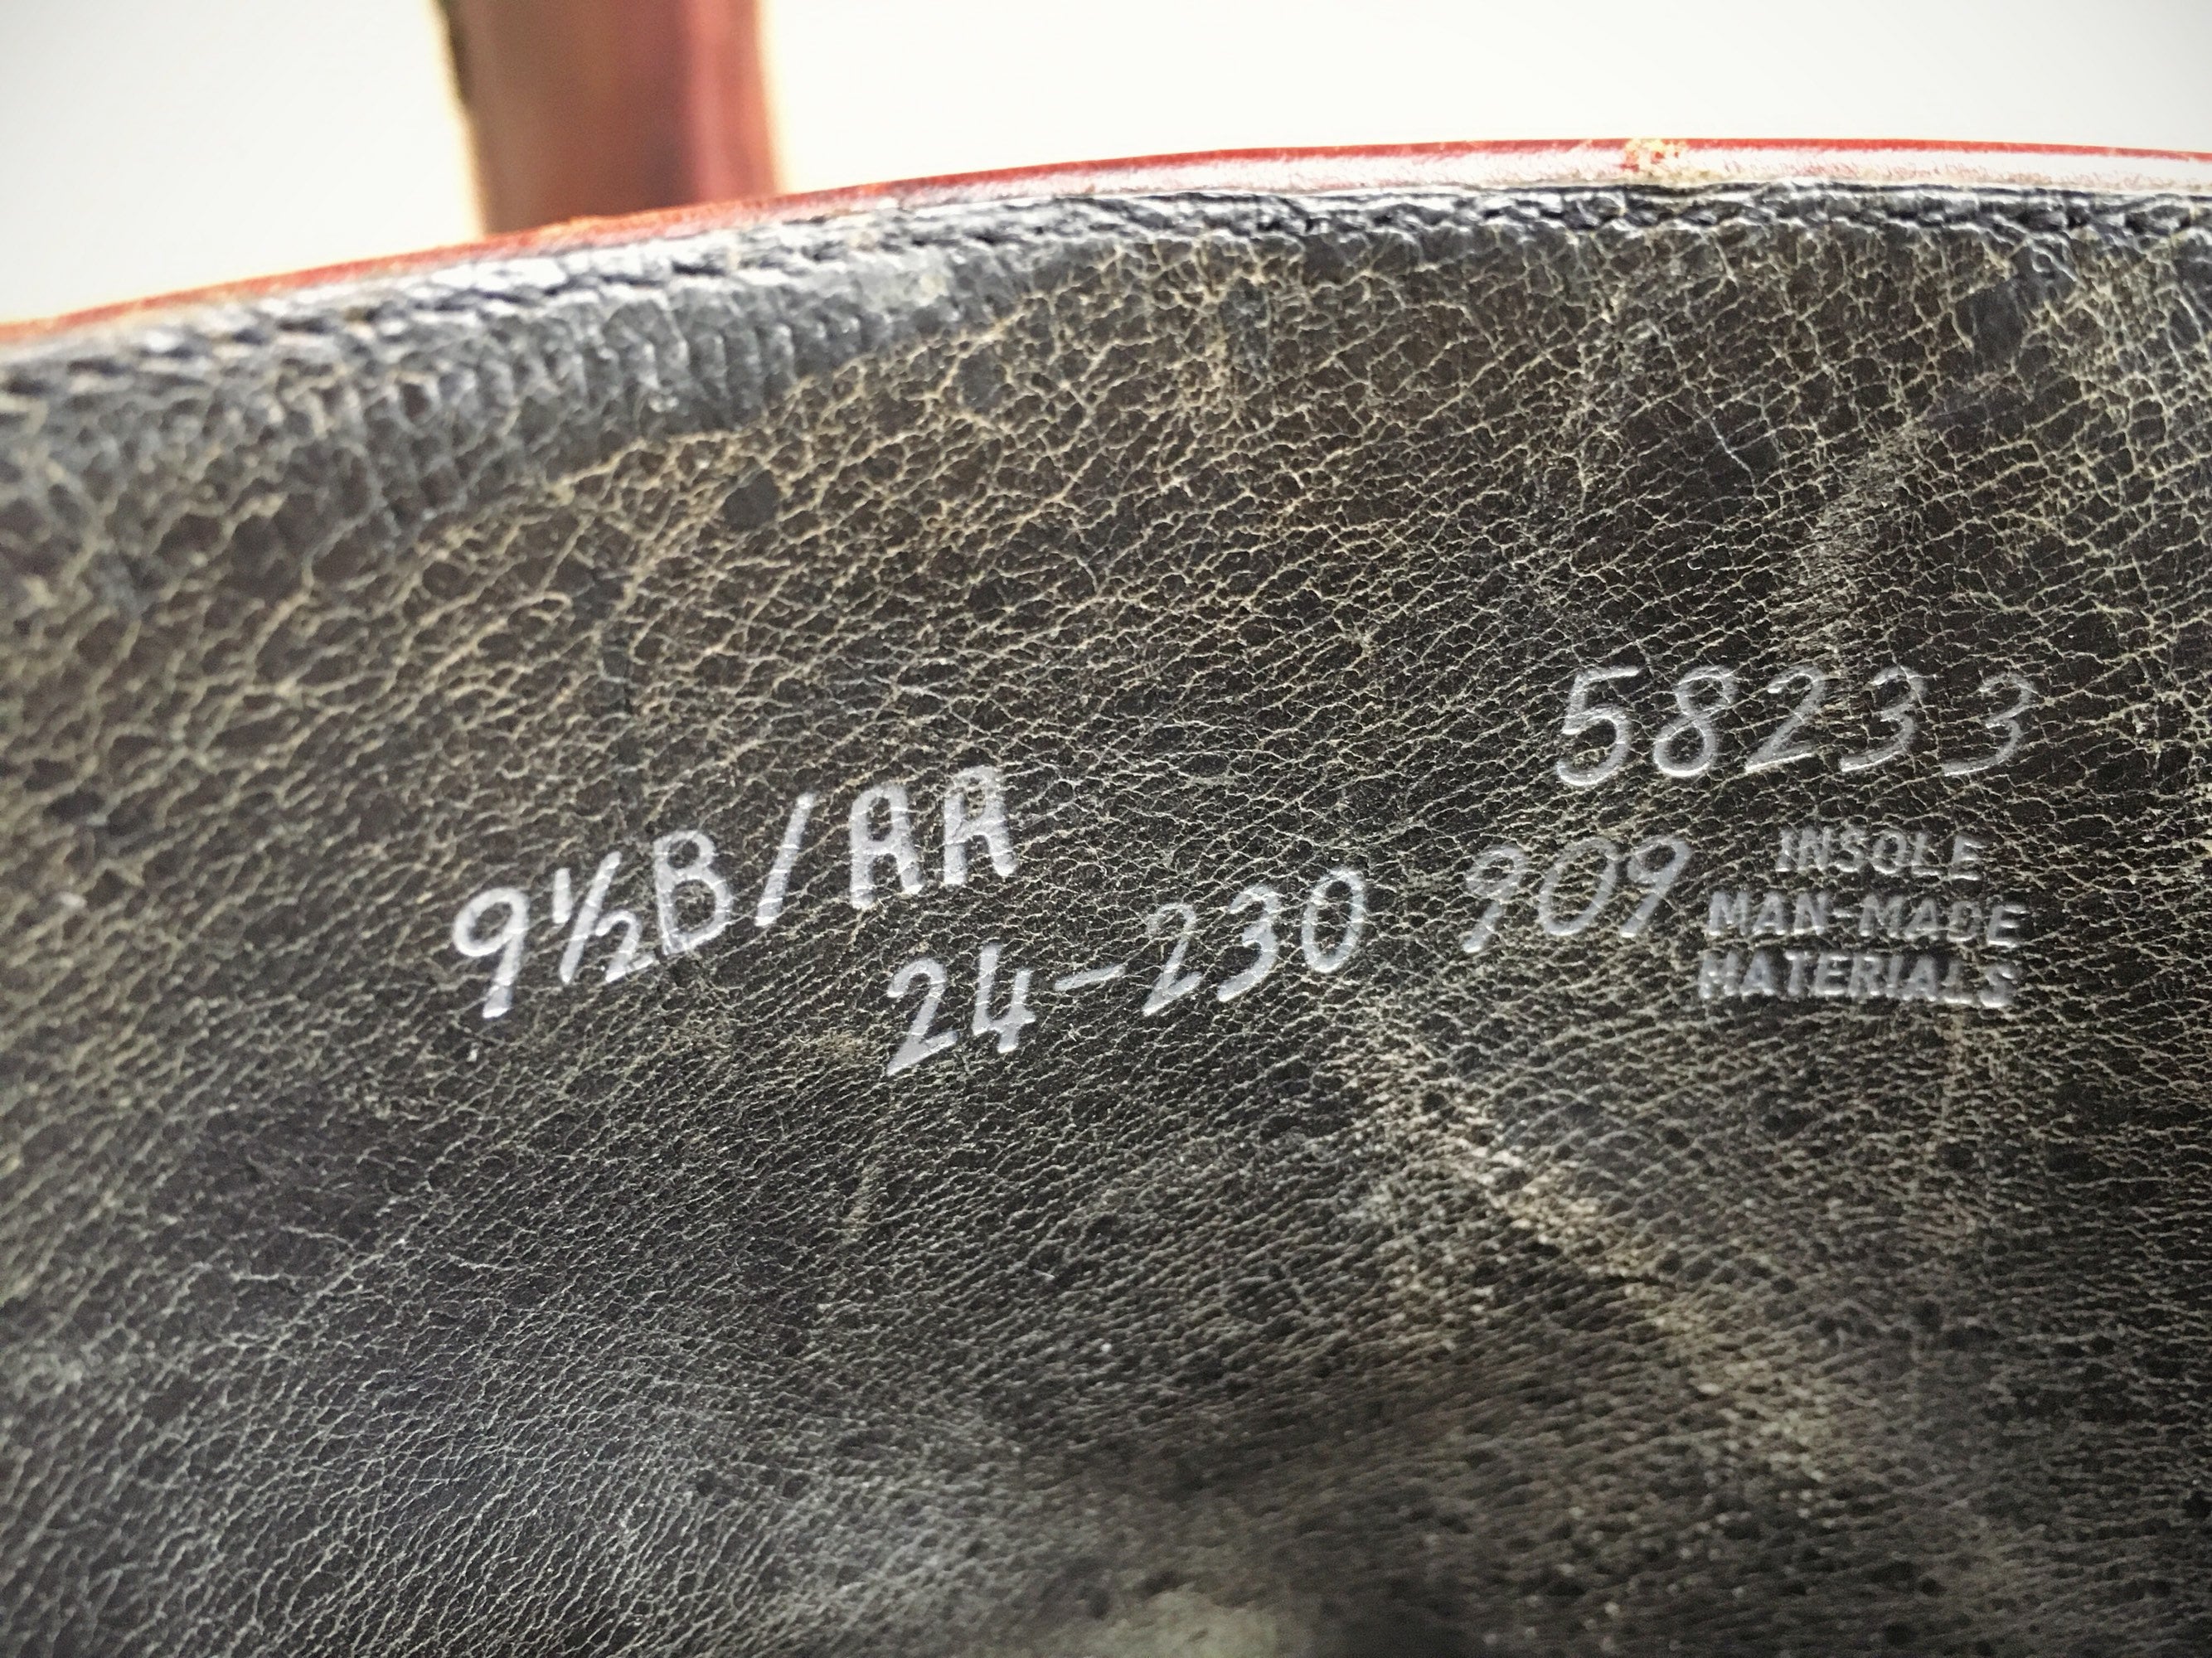 58233
9½B/AA
24-230 909
INSOLE
MAN-MADE
MATERIALS